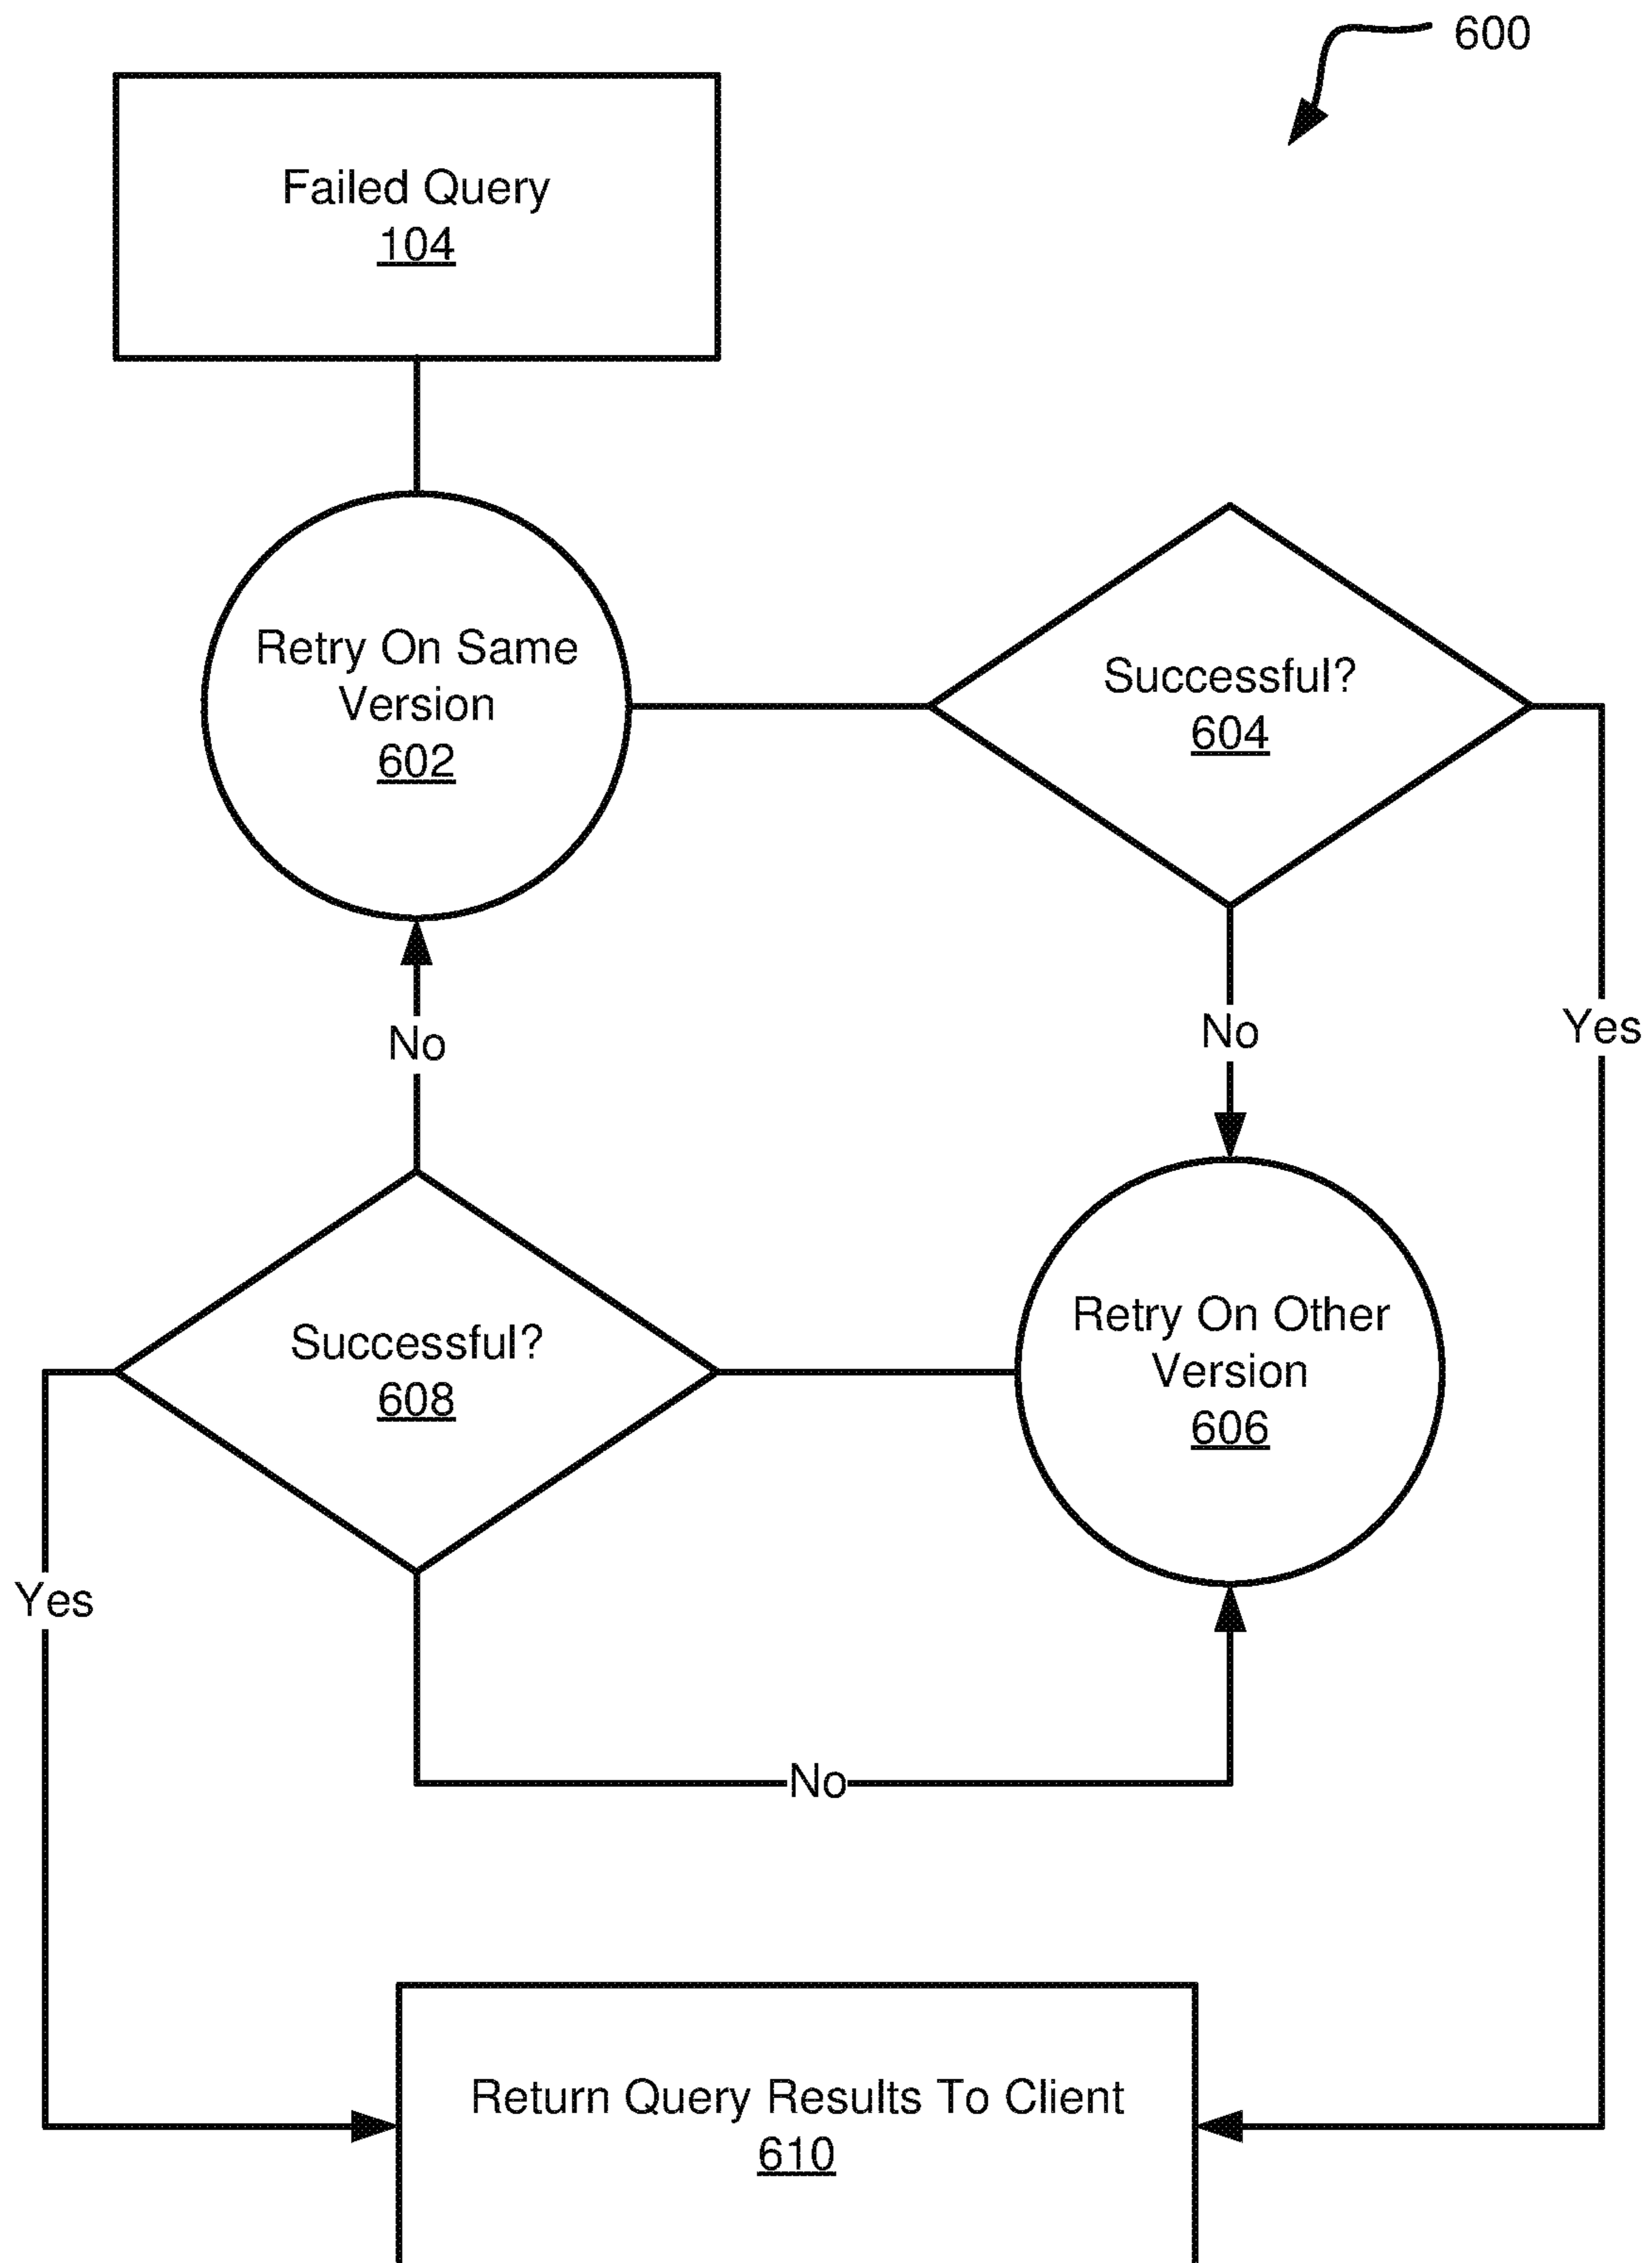 600
Failed Query
104
Retry On Same
Version
602
Successful?
604
No
No
Yes
Successful?
608
Retry On Other
Version
606
Yes
No
Return Query Results To Client
610